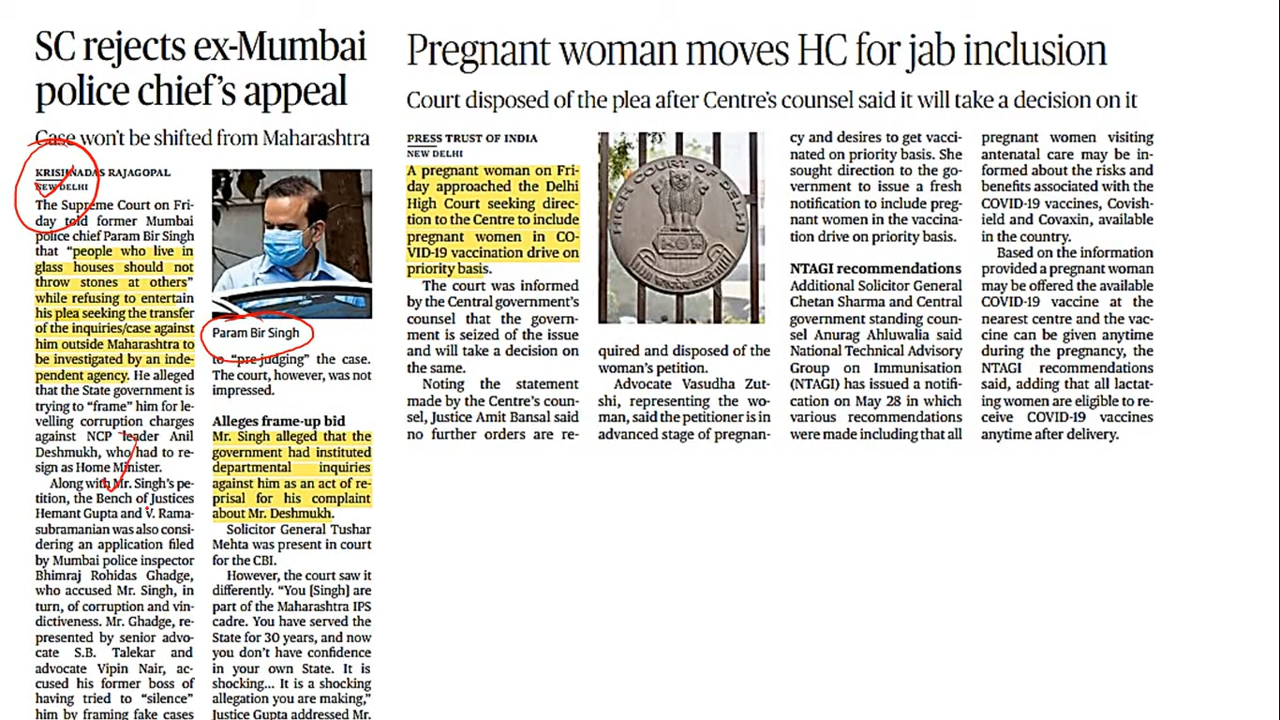 SC rejects ex-Mumbai
police chief's appeal
Case won't be shifted from Maharashtra
KRISHNADAS RAJAGOPAL
NEW DELHI
The Supreme Court on Fri-
day told former Mumbai
police chief Param Bir Singh
that “people who live in
glass houses should not
throw stones at others”
while refusing to entertain
his plea seeking the transfer
of the inquiries/case against
him outside Maharashtra to
be investigated by an inde-
pendent agency. He alleged
that the State government is
trying to “frame” him for le-
velling corruption charges
against NCP leader Anil
Deshmukh, who had to re-
sign as Home Minister.
Along with Mr. Singh's pe-
tition, the Bench of Justices
Hemant Gupta and V. Rama-
subramanian was also consi-
dering an application filed
by Mumbai police inspector
Bhimraj Rohidas Ghadge,
who accused Mr. Singh, in
turn, of corruption and vin-
dictiveness. Mr. Ghadge, re-
presented by senior advo-
cate S.B. Talekar and
advocate Vipin Nair, ac-
cused his former boss of
having tried to “silence”
him by framing fake cases
Param Bir Singh
to “pre-judging” the case.
The court, however, was not
impressed.
Alleges frame-up bid
Mr. Singh alleged that the
government had instituted
departmental inquiries
against him as an act of re-
prisal for his complaint
about Mr. Deshmukh.
Solicitor General Tushar
Mehta was present in court
for the CBI.
However, the court saw it
differently. “You [Singh] are
part of the Maharashtra IPS
cadre. You have served the
State for 30 years, and now
you don't have confidence
in your own State. It is
shocking... It is a shocking
allegation you are making,”
Justice Gupta addressed Mr.
Pregnant woman moves HC for jab inclusion
Court disposed of the plea after Centre's counsel said it will take a decision on it
PRESS TRUST OF INDIA
NEW DELHI
A pregnant woman on Fri-
day approached the Delhi
High Court seeking direc-
tion to the Centre to include
pregnant women in CO-
VID-19 vaccination drive on
priority basis.
The court was informed
by the Central government's
counsel that the govern-
ment is seized of the issue
and will take a decision on
the same.
Noting the statement
made by the Centre's coun-
sel, Justice Amit Bansal said
no further orders are re-
HIGH COURT OF DELHI
quired and disposed of the
woman's petition.
Advocate Vasudha Zut-
shi, representing the wo-
man, said the petitioner is in
advanced stage of pregnan-
cy and desires to get vacci-
nated on priority basis. She
sought direction to the go-
vernment to issue a fresh
notification to include preg-
nant women in the vaccina-
tion drive on priority basis.
NTAGI recommendations
Additional Solicitor General
Chetan Sharma and Central
government standing coun-
sel Anurag Ahluwalia said
National Technical Advisory
Group on Immunisation
(NTAGI) has issued a notifi-
cation on May 28 in which
various recommendations
were made including that all
pregnant women visiting
antenatal care may be in-
formed about the risks and
benefits associated with the
COVID-19 vaccines, Covish-
ield and Covaxin, available
in the country.
Based on the information
provided a pregnant woman
may be offered the available
COVID-19 vaccine at the
nearest centre and the vac-
cine can be given anytime
during the pregnancy, the
NTAGI recommendations
said, adding that all lactat-
ing women are eligible to re-
ceive COVID-19 vaccines
anytime after delivery.